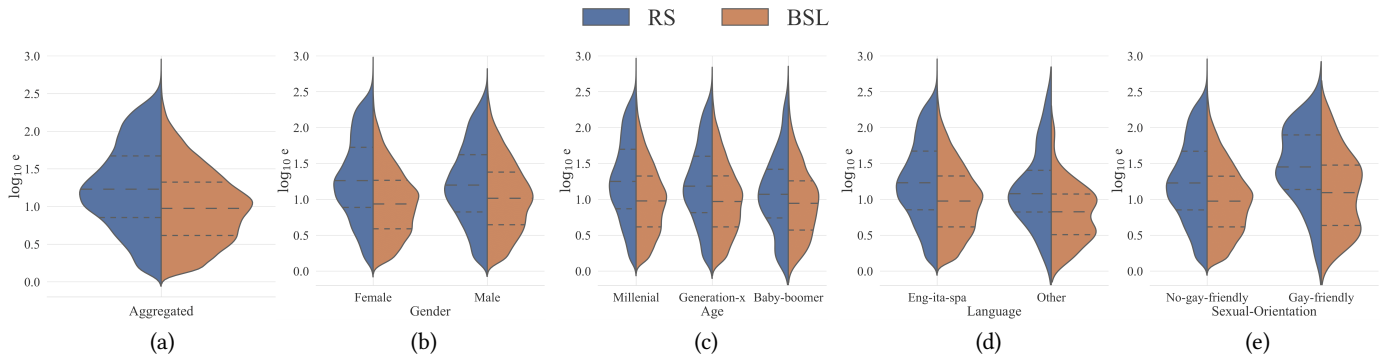 RS BSL
3.0
2.5
2.0
1.5
1.0
0.5
0.0
log10 e
Aggregated
(a)
3.0
2.5
2.0
1.5
1.0
0.5
0.0
log10 e
Female Male
Gender
(b)
3.0
2.5
2.0
1.5
1.0
0.5
0.0
log10 e
Millenial Generation-x Baby-boomer
Age
(c)
3.0
2.5
2.0
1.5
1.0
0.5
0.0
log10 e
Eng-ita-spa Other
Language
(d)
3.0
2.5
2.0
1.5
1.0
0.5
0.0
log10 e
No-gay-friendly Gay-friendly
Sexual-Orientation
(e)